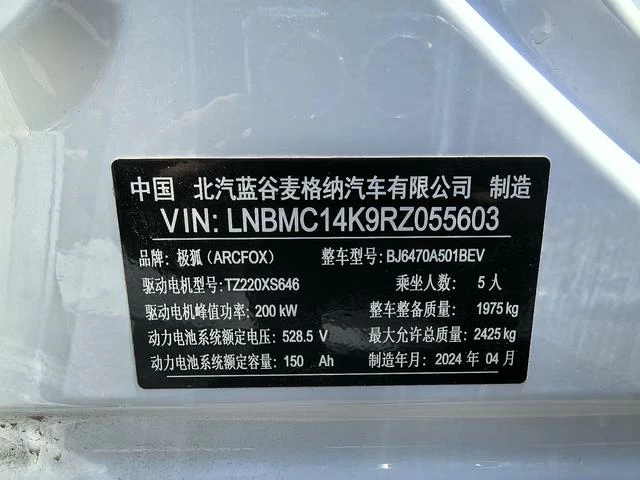 中国 北汽蓝谷麦格纳汽车有限公司 制造
VIN: LNBMC14K9RZ055603
品牌: 极狐 (ARCFOX) 整车型号: BJ6470A501BEV
驱动电机型号: TZ220XS646 乘坐人数: 5 人
驱动电机峰值功率: 200 kW 整车整备质量: 1975 kg
动力电池系统额定电压: 528.5 V 最大允许总质量: 2425 kg
动力电池系统额定容量: 150 Ah 制造年月: 2024 年 04 月